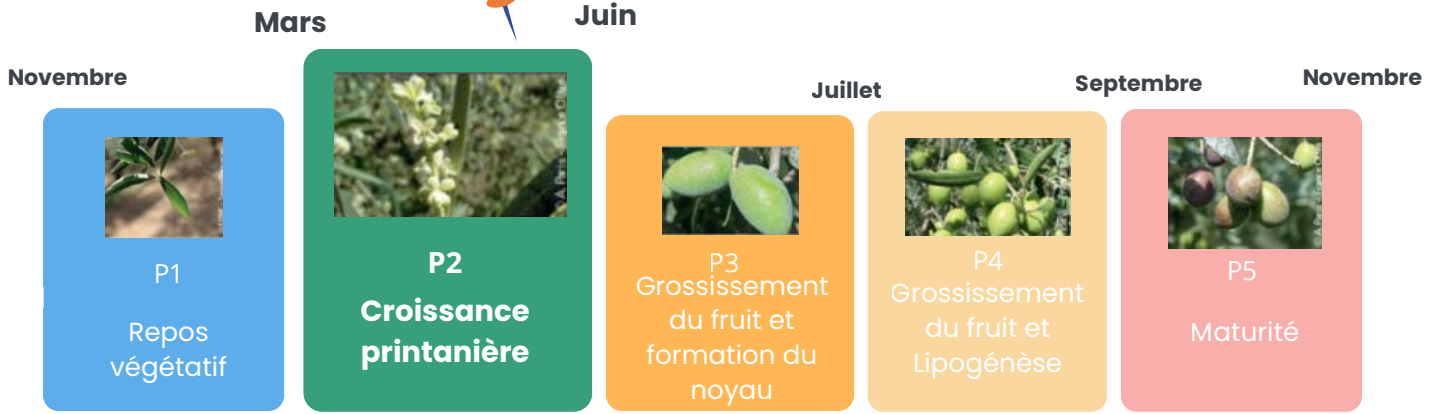 Novembre
Mars
Juin
Juillet
Septembre
Novembre
P1
Repos
végétatif
P2
Croissance
printanière
P3
Grossissement
du fruit et
formation du
noyau
P4
Grossissement
du fruit et
Lipogénèse
P5
Maturité